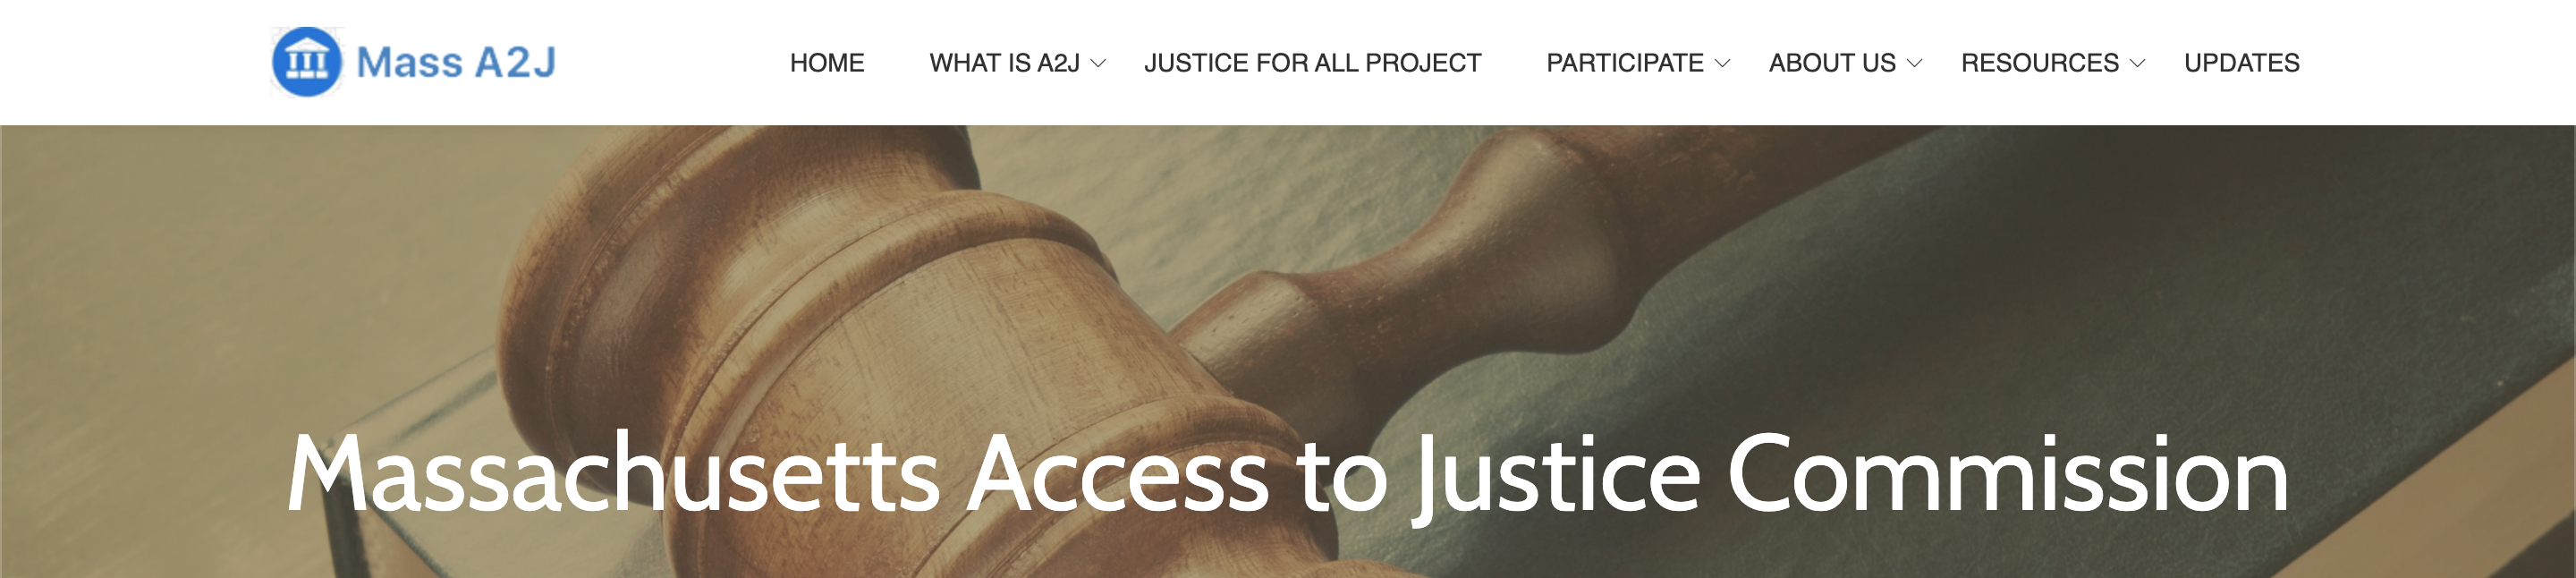 Mass A2J
HOME WHAT IS A2J JUSTICE FOR ALL PROJECT PARTICIPATE ABOUT US RESOURCES UPDATES
Massachusetts Access to Justice Commission